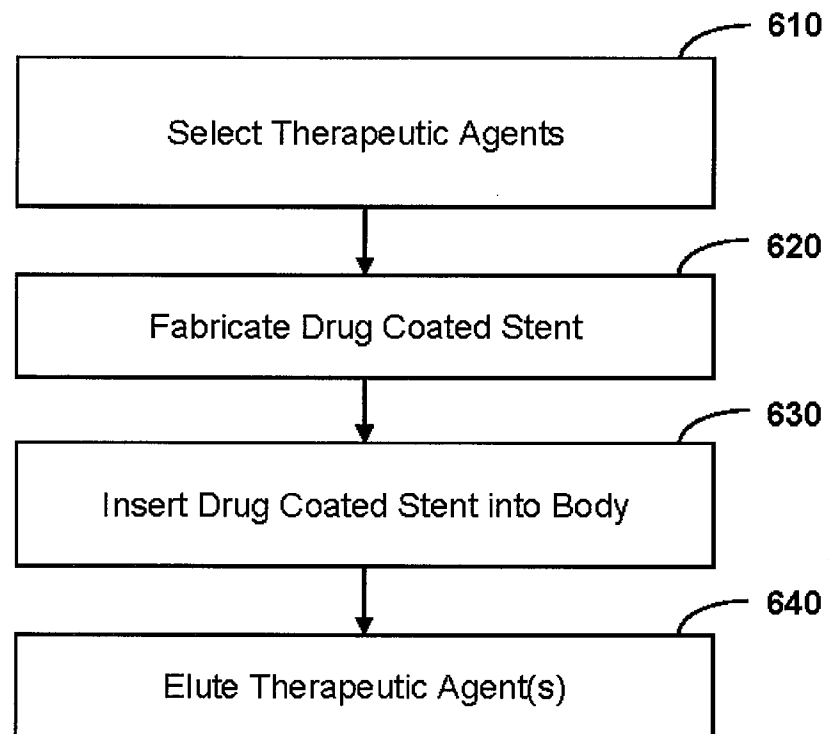 610
Select Therapeutic Agents
620
Fabricate Drug Coated Stent
630
Insert Drug Coated Stent into Body
640
Elute Therapeutic Agent(s)